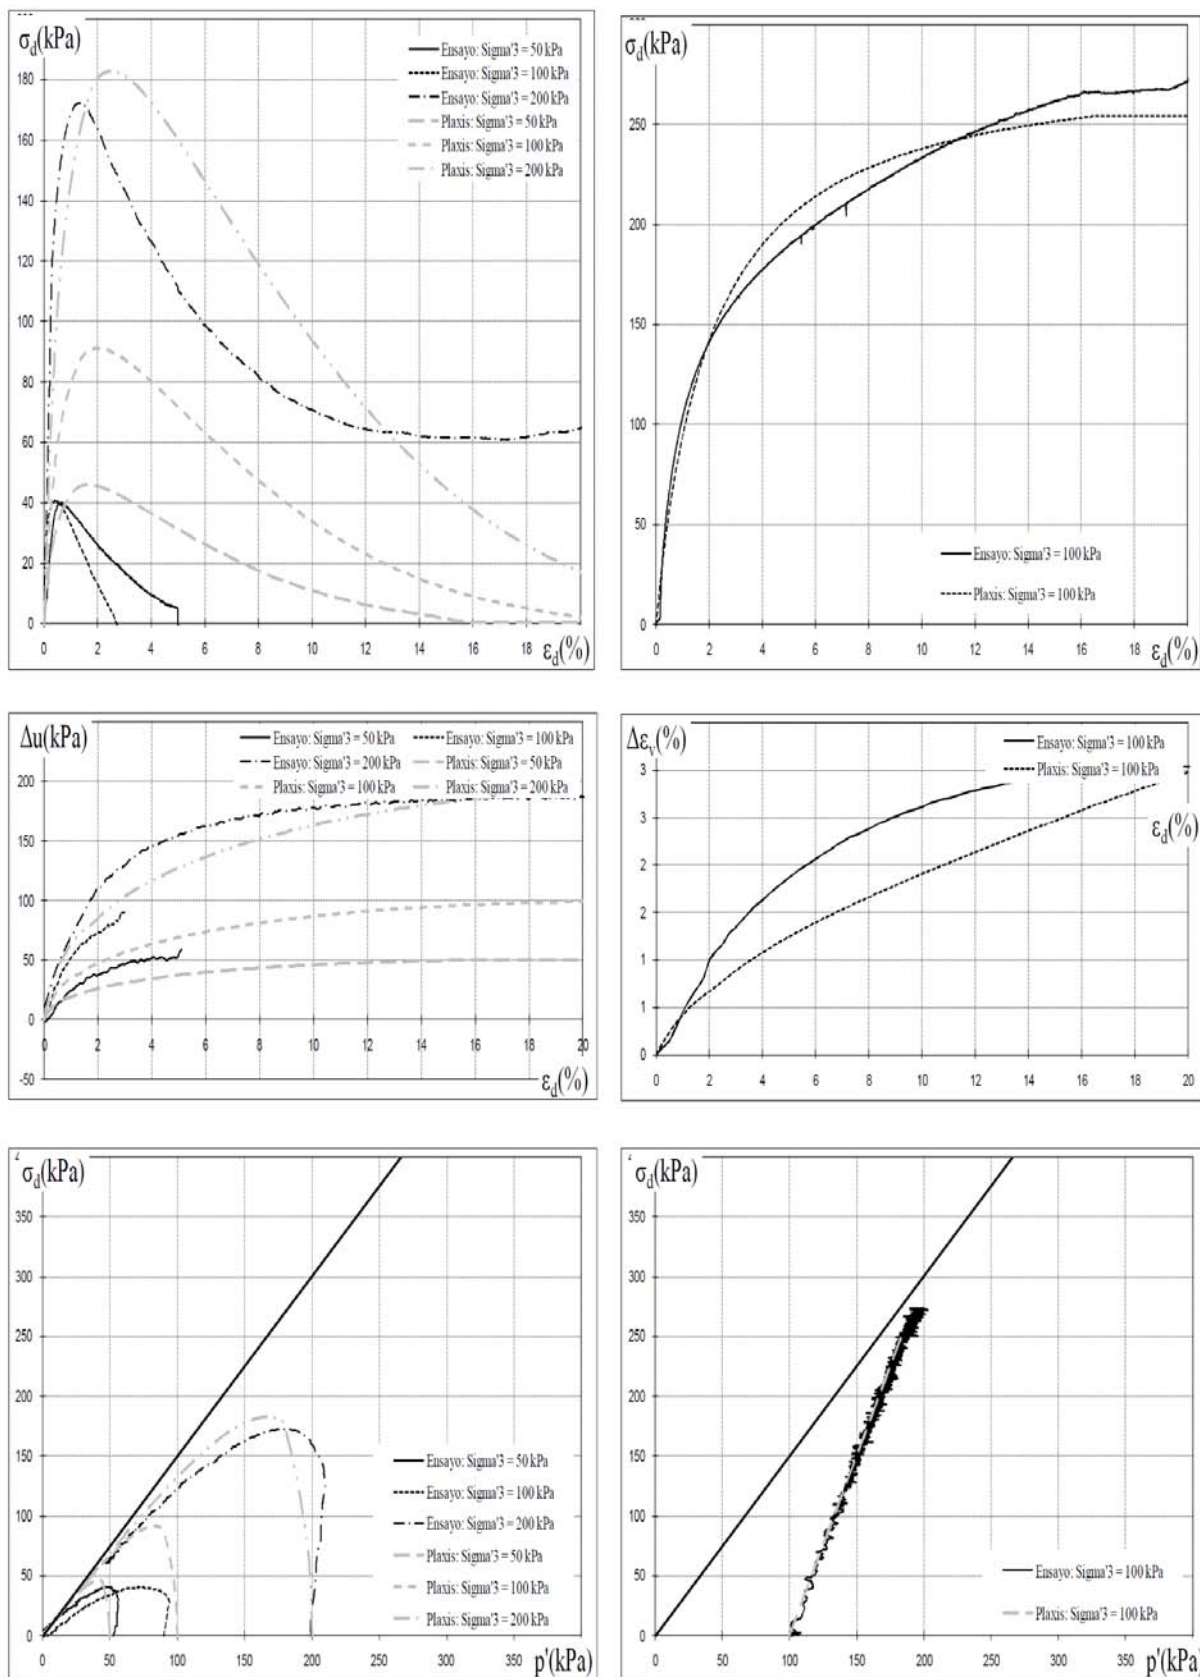 σd(kPa)
180
160
140
120
100
80
60
40
20
0
0 2 4 6 8 10 12 14 16 18
εd(%)
Ensayo: Sigma'3 = 50 kPa
Ensayo: Sigma'3 = 100 kPa
Ensayo: Sigma'3 = 200 kPa
Plaxis: Sigma'3 = 50 kPa
Plaxis: Sigma'3 = 100 kPa
Plaxis: Sigma'3 = 200 kPa
σd(kPa)
250
200
150
100
50
0
0 2 4 6 8 10 12 14 16 18 20
εd(%)
Ensayo: Sigma'3 = 100 kPa
Plaxis: Sigma'3 = 100 kPa
Δu(kPa)
Ensayo: Sigma'3 = 50 kPa Ensayo: Sigma'3 = 100 kPa
Ensayo: Sigma'3 = 200 kPa Plaxis: Sigma'3 = 50 kPa
Plaxis: Sigma'3 = 100 kPa Plaxis: Sigma'3 = 200 kPa
200
150
100
50
0
-50
0 2 4 6 8 10 12 14 16 18 20
εd(%)
Δεv(%)
Ensayo: Sigma'3 = 100 kPa
Plaxis: Sigma'3 = 100 kPa
εd(%)
3
3
2
2
1
1
0
0 2 4 6 8 10 12 14 16 18 20
σd(kPa)
350
300
250
200
150
100
50
0
0 50 100 150 200 250 300 350
p'(kPa)
Ensayo: Sigma'3 = 50 kPa
Ensayo: Sigma'3 = 100 kPa
Ensayo: Sigma'3 = 200 kPa
Plaxis: Sigma'3 = 50 kPa
Plaxis: Sigma'3 = 100 kPa
Plaxis: Sigma'3 = 200 kPa
σd(kPa)
350
300
250
200
150
100
50
0
0 50 100 150 200 250 300 350
p'(kPa)
Ensayo: Sigma'3 = 100 kPa
Plaxis: Sigma'3 = 100 kPa